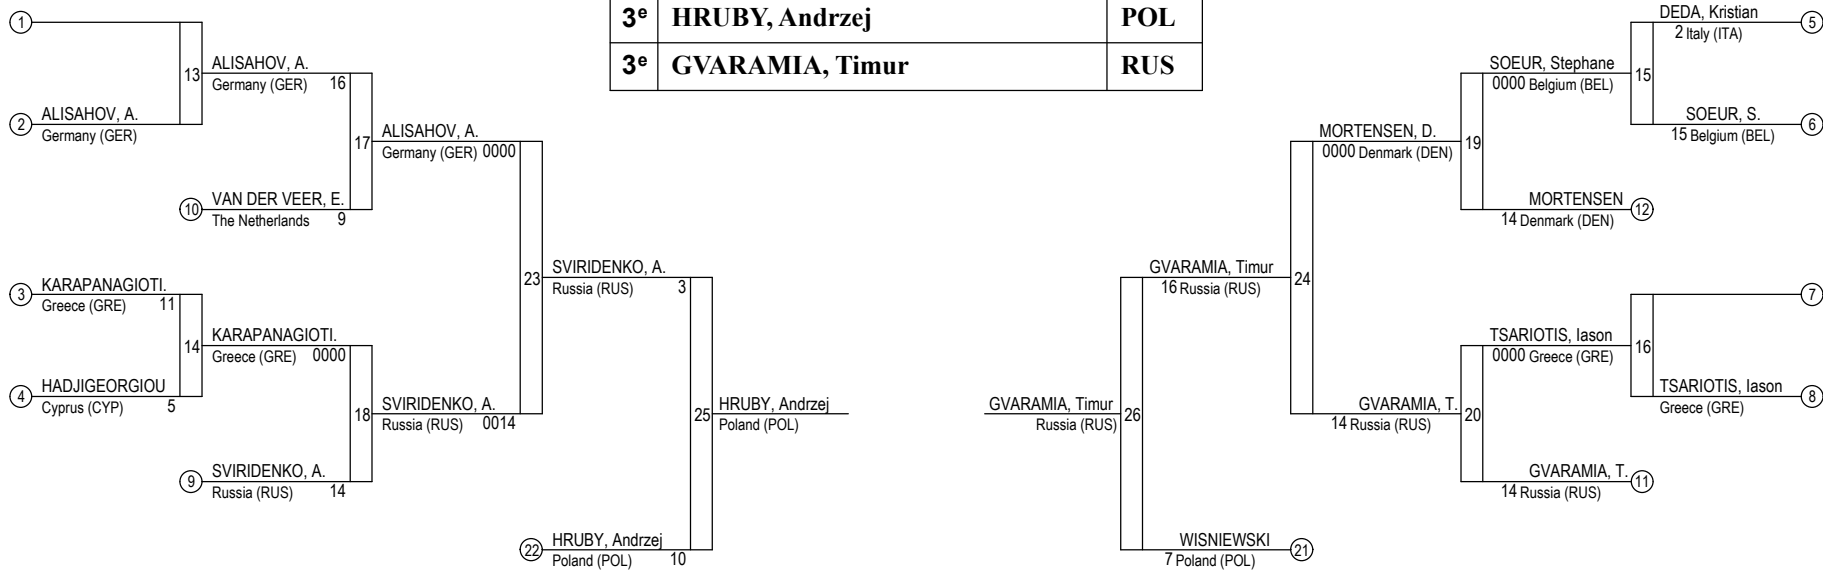 3e HRUBY, Andrzej POL
3e GVARAMIA, Timur RUS
1
13
ALISAHOV, A.
Germany (GER) 16
2 ALISAHOV, A.
Germany (GER)
17
ALISAHOV, A.
Germany (GER) 0000
10 VAN DER VEER, E.
The Netherlands 9
23
SVIRIDENKO, A.
Russia (RUS) 3
3 KARAPANAGIOTI.
Greece (GRE) 11
14
KARAPANAGIOTI.
Greece (GRE) 0000
4 HADJIGEORGIOU
Cyprus (CYP) 5
18
SVIRIDENKO, A.
Russia (RUS) 0014
9 SVIRIDENKO, A.
Russia (RUS) 14
25
HRUBY, Andrzej
Poland (POL)
22 HRUBY, Andrzej
Poland (POL) 10
DEDA, Kristian 5
2 Italy (ITA)
15
SOEUR, Stephane
0000 Belgium (BEL)
SOEUR, S. 6
15 Belgium (BEL)
19
MORTENSEN, D.
0000 Denmark (DEN)
MORTENSEN 12
14 Denmark (DEN)
24
GVARAMIA, Timur
16 Russia (RUS)
7
16
TSARIOTIS, Iason
0000 Greece (GRE)
TSARIOTIS, Iason 8
Greece (GRE)
20
GVARAMIA, T.
14 Russia (RUS)
GVARAMIA, T. 11
14 Russia (RUS)
26
GVARAMIA, Timur
Russia (RUS)
WISNIEWSKI 21
7 Poland (POL)